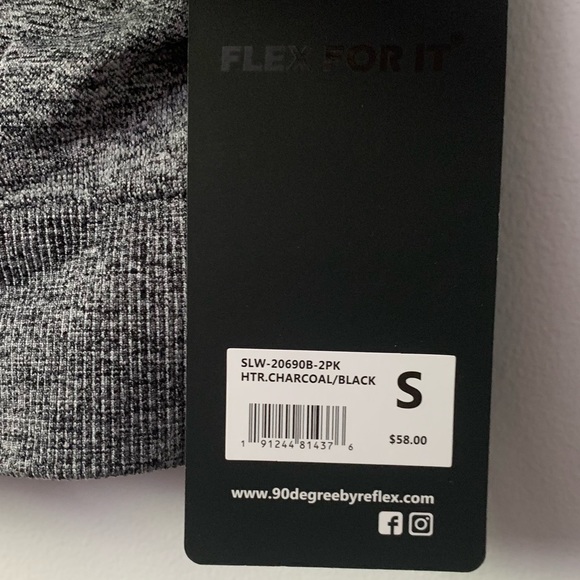 FLEX FOR IT
SLW-20690B-2PK
HTR.CHARCOAL/BLACK
S
1 91244 81437 6
$58.00
www.90degreebyreflex.com